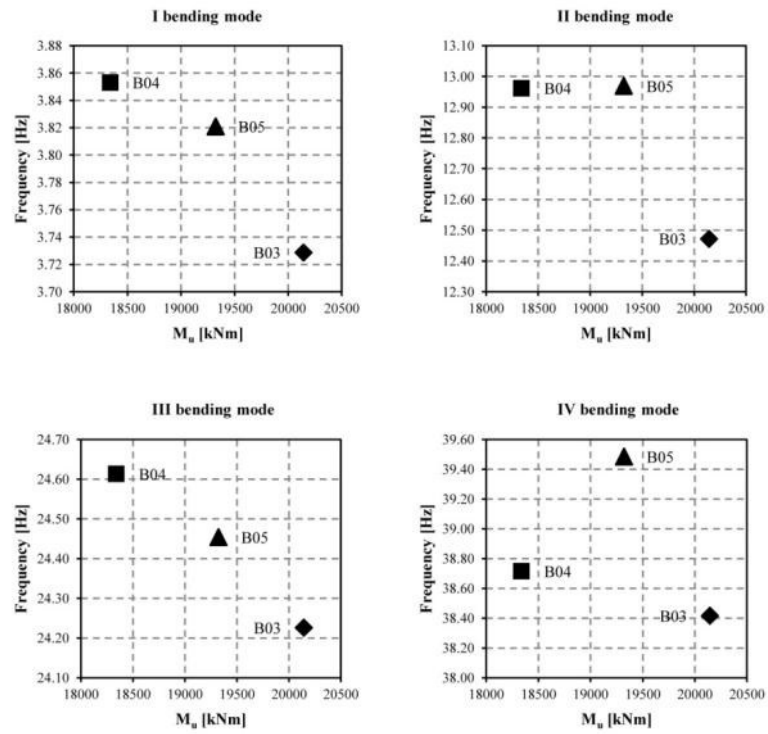 I bending mode
3.88
3.86
3.84
3.82
3.80
3.78
3.76
3.74
3.72
3.70
Frequency [Hz]
B04
B05
B03
18000 18500 19000 19500 20000 20500
Mᵤ [kNm]
II bending mode
13.10
13.00
12.90
12.80
12.70
12.60
12.50
12.40
12.30
Frequency [Hz]
B04
B05
B03
18000 18500 19000 19500 20000 20500
Mᵤ [kNm]
III bending mode
24.70
24.60
24.50
24.40
24.30
24.20
24.10
Frequency [Hz]
B04
B05
B03
18000 18500 19000 19500 20000 20500
Mᵤ [kNm]
IV bending mode
39.60
39.40
39.20
39.00
38.80
38.60
38.40
38.20
38.00
Frequency [Hz]
B05
B04
B03
18000 18500 19000 19500 20000 20500
Mᵤ [kNm]